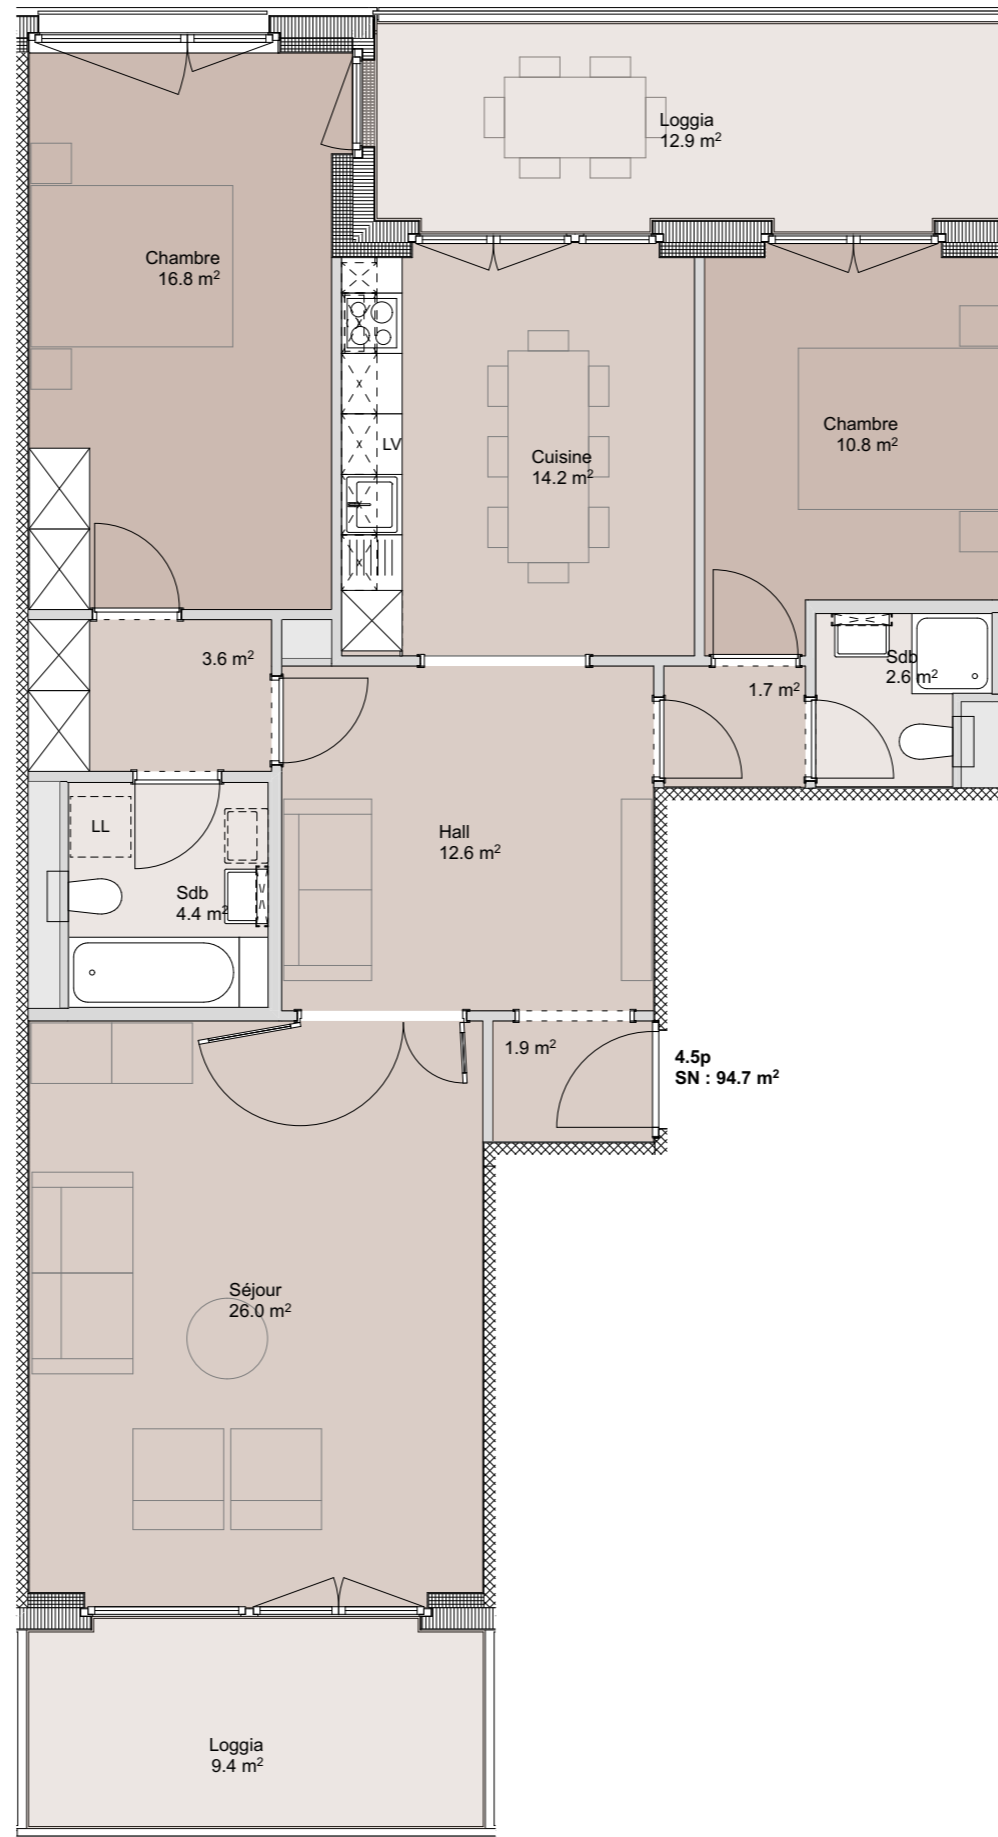 Loggia
12.9 m²
Chambre
16.8 m²
Chambre
10.8 m²
LV
Cuisine
14.2 m²
3.6 m²
Sdb
2.6 m²
1.7 m²
LL
Hall
12.6 m²
Sdb
4.4 m²
1.9 m²
4.5p
SN : 94.7 m²
Séjour
26.0 m²
Loggia
9.4 m²